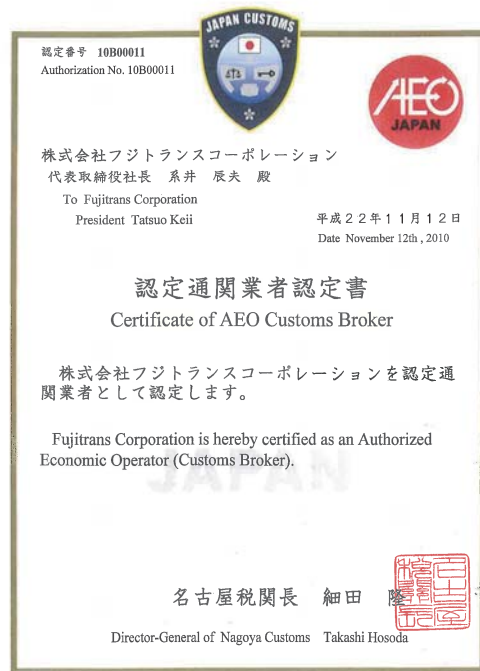 JAPAN CUSTOMS
認定番号 10B00011
Authorization No. 10B00011
AEO
JAPAN
株式会社フジトランスコーポレーション
代表取締役社長 系井 辰夫 殿
To Fujitrans Corporation
President Tatsuo Keii
平成22年11月12日
Date November 12th , 2010
認定通関業者認定書
Certificate of AEO Customs Broker
株式会社フジトランスコーポレーションを認定通
関業者として認定します。
Fujitrans Corporation is hereby certified as an Authorized
Economic Operator (Customs Broker).
JAPAN
名古屋税関長 細田 隆
Director-General of Nagoya Customs Takashi Hosoda